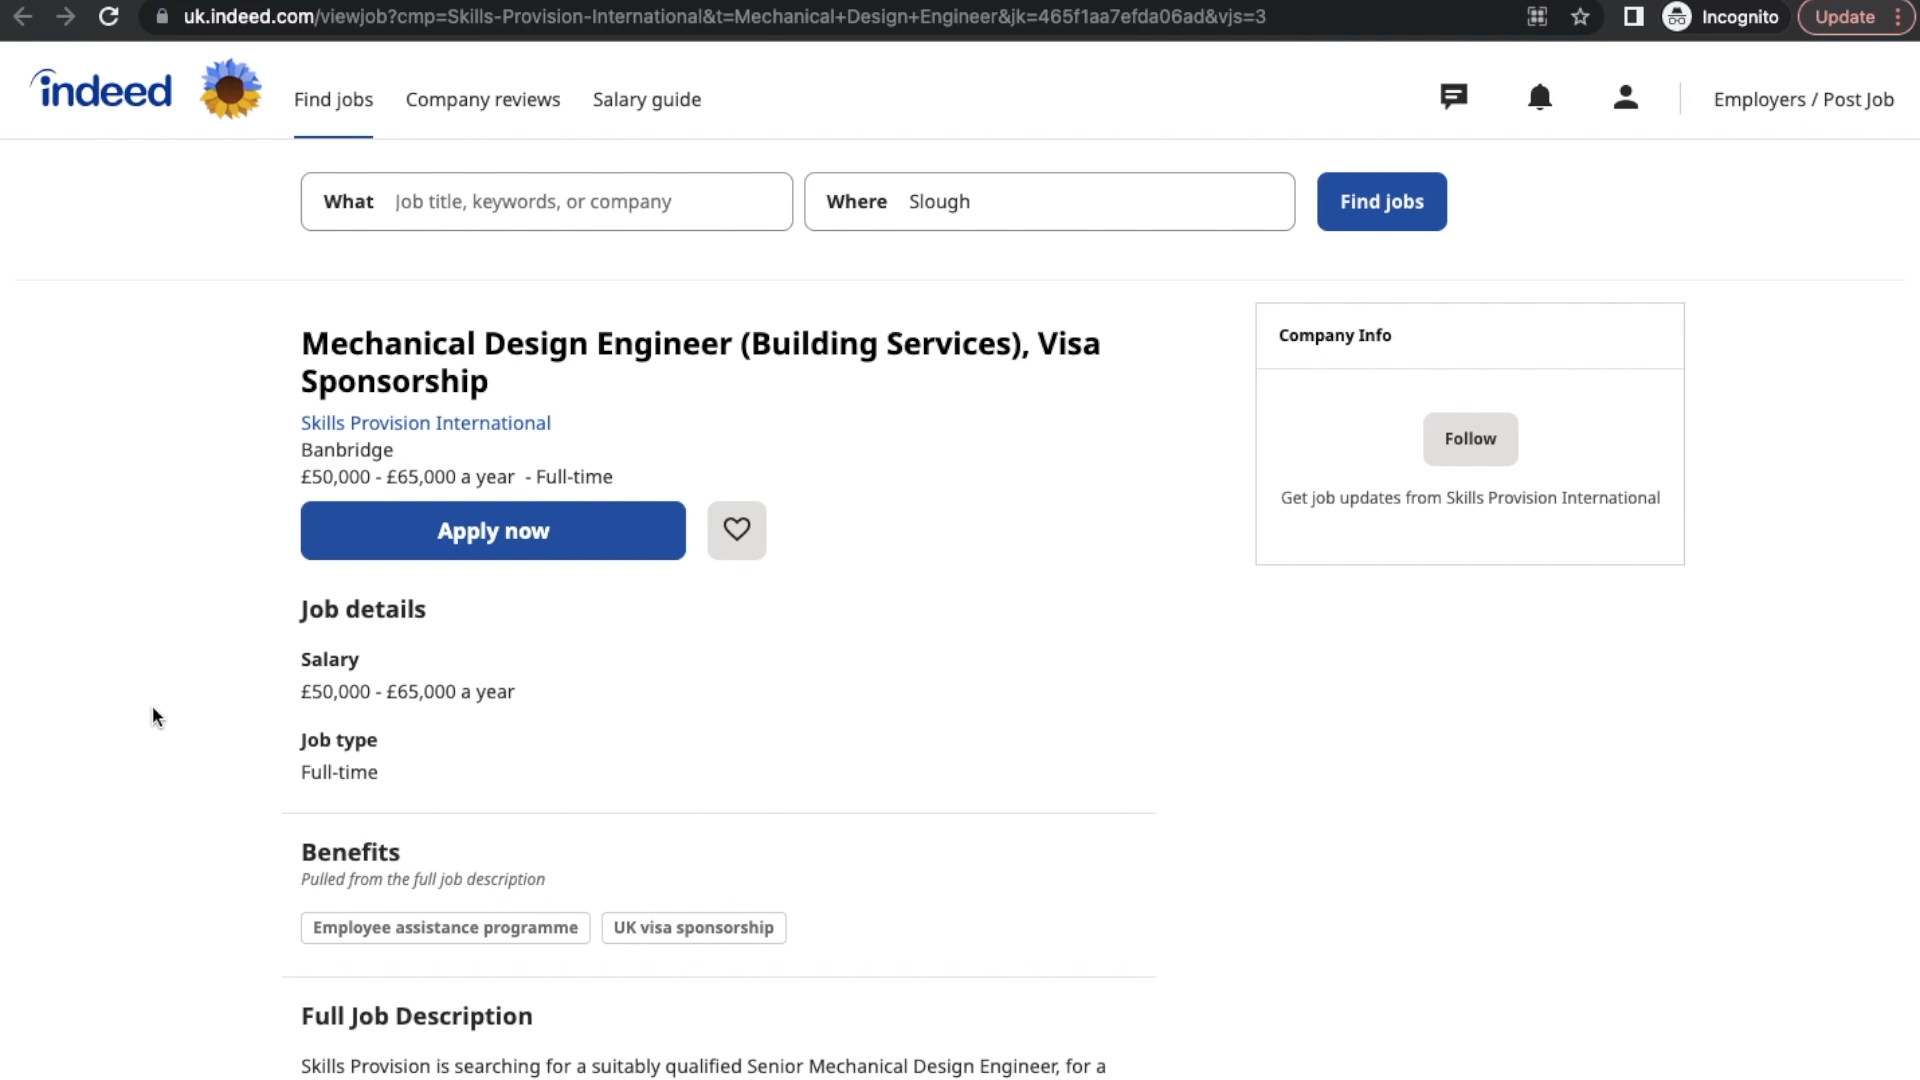 uk.indeed.com/viewjob?cmp=Skills-Provision-International&t=Mechanical+Design+Engineer&jk=465f1aa7efda06ad&vjs=3
Incognito
Update
indeed
Find jobs
Company reviews
Salary guide
Employers / Post Job
What Job title, keywords, or company
Where Slough
Find jobs
Mechanical Design Engineer (Building Services), Visa
Sponsorship
Skills Provision International
Banbridge
£50,000 - £65,000 a year - Full-time
Apply now
Company Info
Follow
Get job updates from Skills Provision International
Job details
Salary
£50,000 - £65,000 a year
Job type
Full-time
Benefits
Pulled from the full job description
Employee assistance programme
UK visa sponsorship
Full Job Description
Skills Provision is searching for a suitably qualified Senior Mechanical Design Engineer, for a